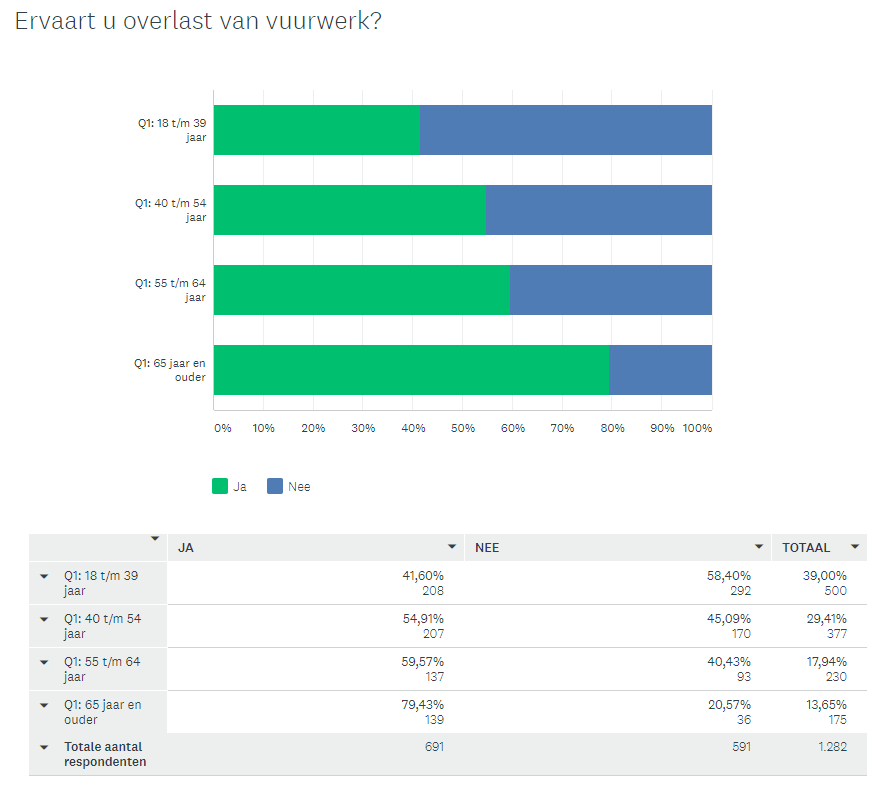 Ervaart u overlast van vuurwerk?
Q1: 18 t/m 39
jaar
Q1: 40 t/m 54
jaar
Q1: 55 t/m 64
jaar
Q1: 65 jaar en
ouder
0% 10% 20% 30% 40% 50% 60% 70% 80% 90% 100%
Ja Nee
JA NEE TOTAAL
Q1: 18 t/m 39 41,60% 58,40% 39,00%
jaar 208 292 500
Q1: 40 t/m 54 54,91% 45,09% 29,41%
jaar 207 170 377
Q1: 55 t/m 64 59,57% 40,43% 17,94%
jaar 137 93 230
Q1: 65 jaar en 79,43% 20,57% 13,65%
ouder 139 36 175
Totale aantal 691 591 1.282
respondenten